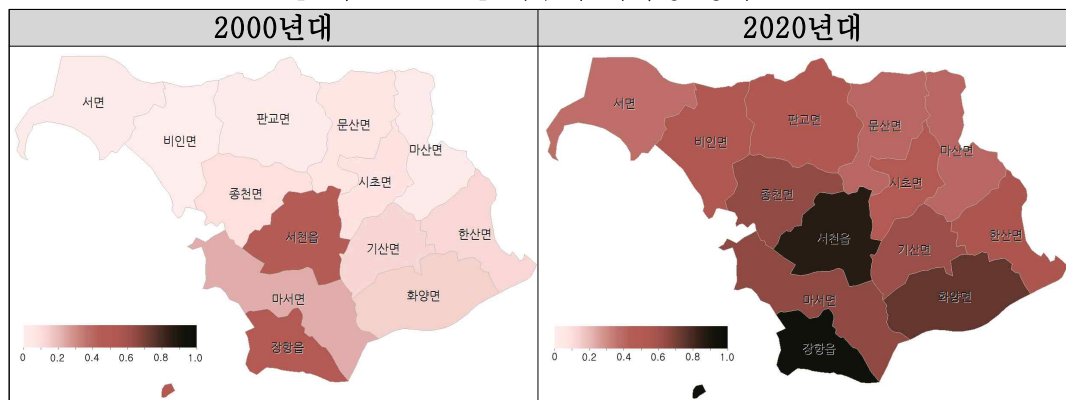 2000년대
2020년대
서면
비인면
판교면
문산면
마산면
종천면
시초면
서천읍
기산면
한산면
마서면
화양면
장항읍
0 0.2 0.4 0.6 0.8 1.0
서면
비인면
판교면
문산면
마산면
종천면
시초면
서천읍
기산면
한산면
마서면
화양면
장항읍
0 0.2 0.4 0.6 0.8 1.0